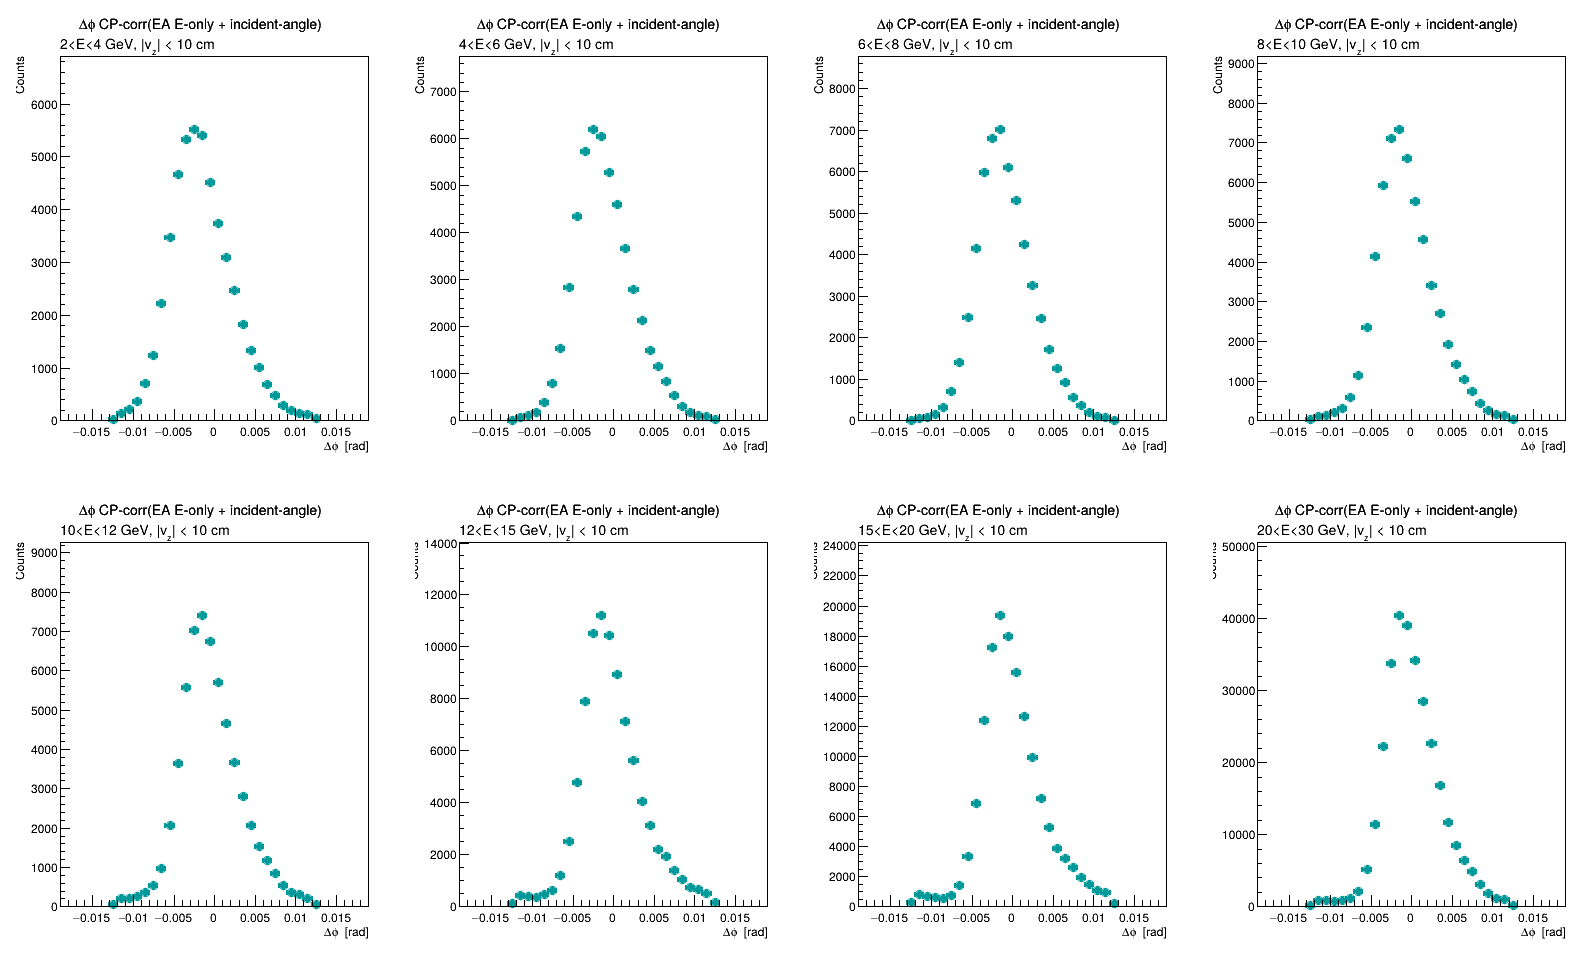 Δϕ CP-corr(EA E-only + incident-angle)
2<E<4 GeV, |v_z| < 10 cm
Counts
6000
5000
4000
3000
2000
1000
0
−0.015 −0.01 −0.005 0 0.005 0.01 0.015
Δϕ [rad]
Δϕ CP-corr(EA E-only + incident-angle)
4<E<6 GeV, |v_z| < 10 cm
Counts
7000
6000
5000
4000
3000
2000
1000
0
−0.015 −0.01 −0.005 0 0.005 0.01 0.015
Δϕ [rad]
Δϕ CP-corr(EA E-only + incident-angle)
6<E<8 GeV, |v_z| < 10 cm
Counts
8000
7000
6000
5000
4000
3000
2000
1000
0
−0.015 −0.01 −0.005 0 0.005 0.01 0.015
Δϕ [rad]
Δϕ CP-corr(EA E-only + incident-angle)
8<E<10 GeV, |v_z| < 10 cm
Counts
9000
8000
7000
6000
5000
4000
3000
2000
1000
0
−0.015 −0.01 −0.005 0 0.005 0.01 0.015
Δϕ [rad]
Δϕ CP-corr(EA E-only + incident-angle)
10<E<12 GeV, |v_z| < 10 cm
Counts
9000
8000
7000
6000
5000
4000
3000
2000
1000
0
−0.015 −0.01 −0.005 0 0.005 0.01 0.015
Δϕ [rad]
Δϕ CP-corr(EA E-only + incident-angle)
12<E<15 GeV, |v_z| < 10 cm
Counts
14000
12000
10000
8000
6000
4000
2000
0
−0.015 −0.01 −0.005 0 0.005 0.01 0.015
Δϕ [rad]
Δϕ CP-corr(EA E-only + incident-angle)
15<E<20 GeV, |v_z| < 10 cm
Counts
24000
22000
20000
18000
16000
14000
12000
10000
8000
6000
4000
2000
0
−0.015 −0.01 −0.005 0 0.005 0.01 0.015
Δϕ [rad]
Δϕ CP-corr(EA E-only + incident-angle)
20<E<30 GeV, |v_z| < 10 cm
Counts
50000
40000
30000
20000
10000
0
−0.015 −0.01 −0.005 0 0.005 0.01 0.015
Δϕ [rad]